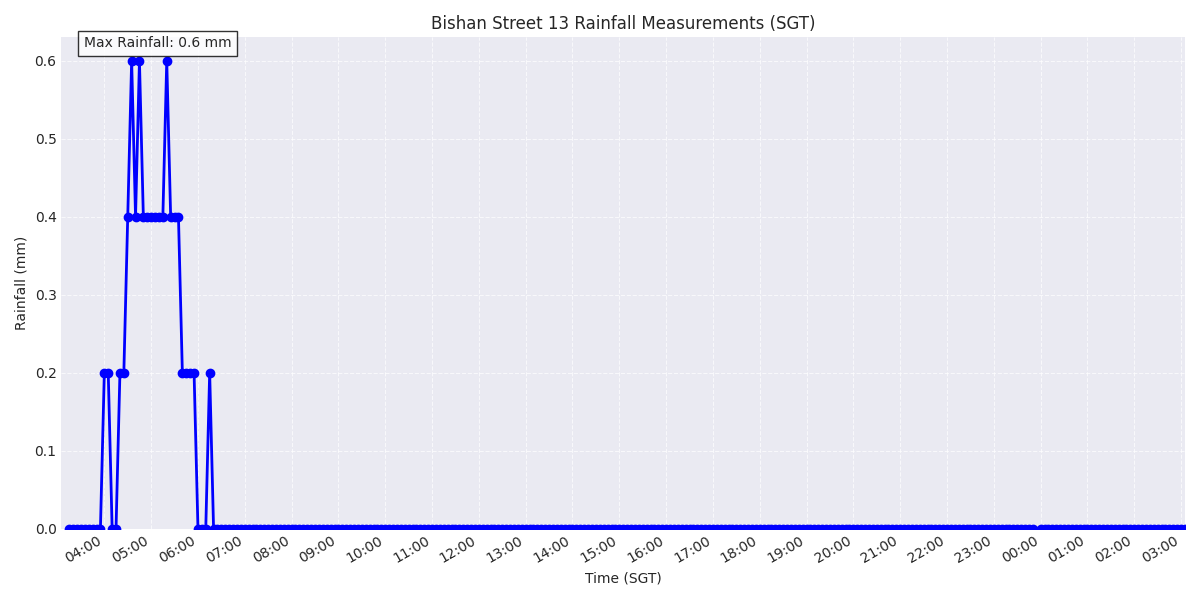 Bishan Street 13 Rainfall Measurements (SGT)
Max Rainfall: 0.6 mm
0.6
0.5
0.4
0.3
0.2
0.1
0.0
Rainfall (mm)
04:00 05:00 06:00 07:00 08:00 09:00 10:00 11:00 12:00 13:00 14:00 15:00 16:00 17:00 18:00 19:00 20:00 21:00 22:00 23:00 00:00 01:00 02:00 03:00
Time (SGT)